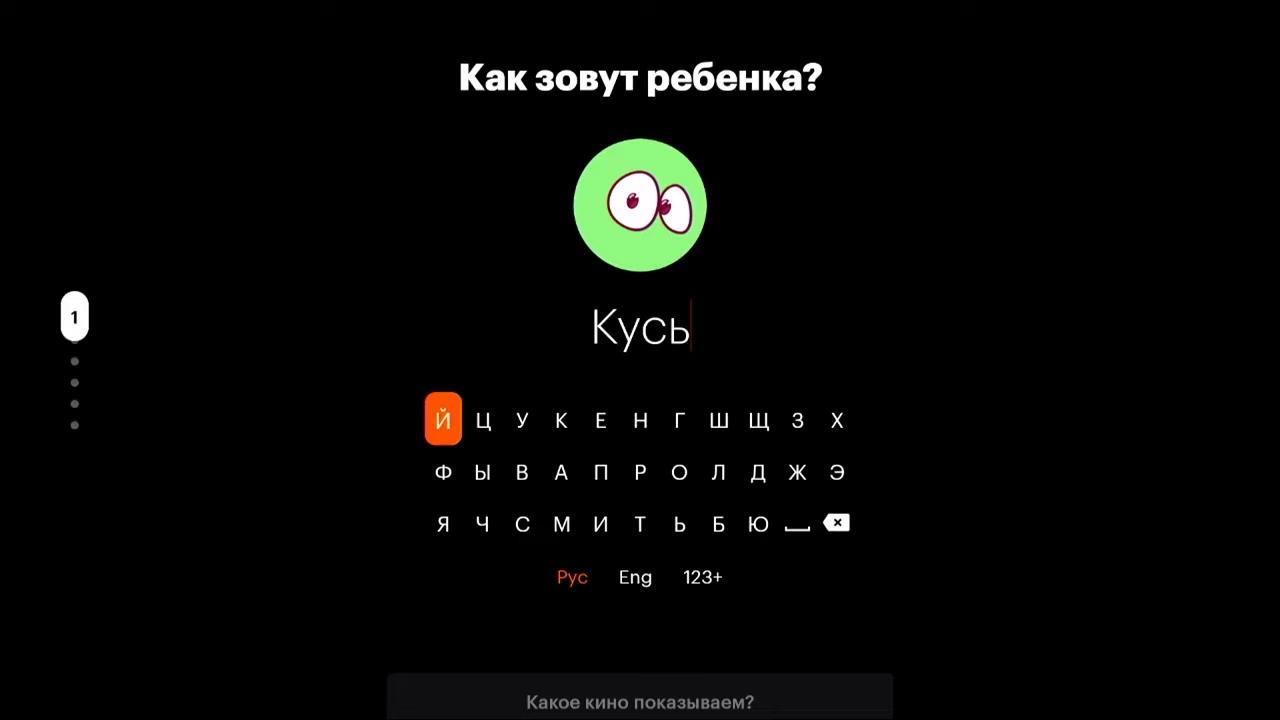 Как зовут ребенка?
Кусь
1
Й Ц У К Е Н Г Ш Щ З Х
Ф Ы В А П Р О Л Д Ж Э
Я Ч С М И Т Ь Б Ю
Рус Eng 123+
Какое кино показываем?